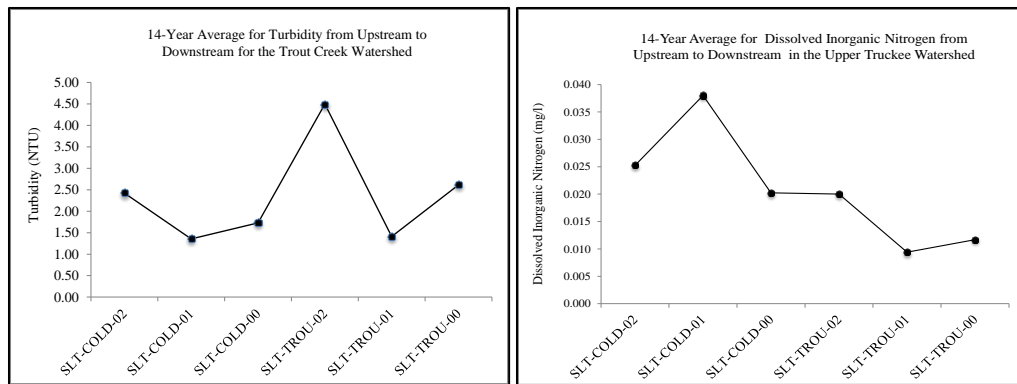 14-Year Average for Turbidity from Upstream to
Downstream for the Trout Creek Watershed
Turbidity (NTU)
5.00
4.50
4.00
3.50
3.00
2.50
2.00
1.50
1.00
0.50
0.00
SLT-COLD-02
SLT-COLD-01
SLT-COLD-00
SLT-TROU-02
SLT-TROU-01
SLT-TROU-00
14-Year Average for Dissolved Inorganic Nitrogen from
Upstream to Downstream in the Upper Truckee Watershed
Dissolved Inorganic Nitrogen (mg/l)
0.040
0.035
0.030
0.025
0.020
0.015
0.010
0.005
0.000
SLT-COLD-02
SLT-COLD-01
SLT-COLD-00
SLT-TROU-02
SLT-TROU-01
SLT-TROU-00